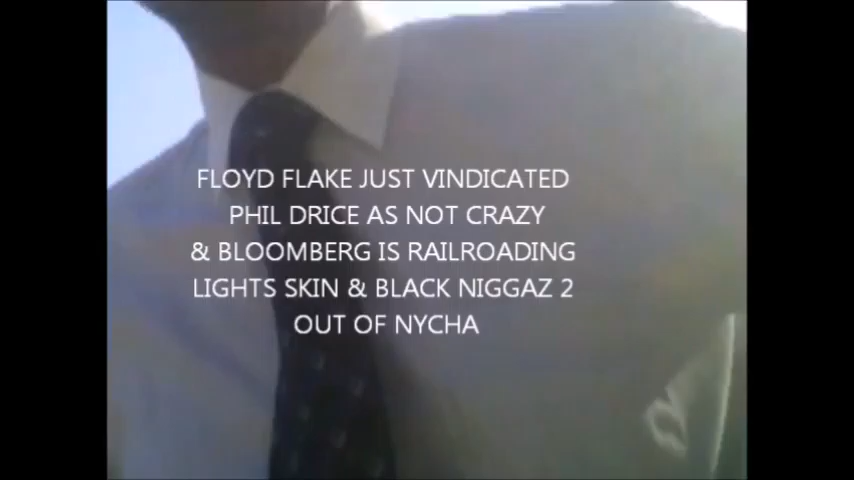 FLOYD FLAKE JUST VINDICATED
PHIL DRICE AS NOT CRAZY
& BLOOMBERG IS RAILROADING
LIGHTS SKIN & BLACK NIGGAZ 2
OUT OF NYCHA